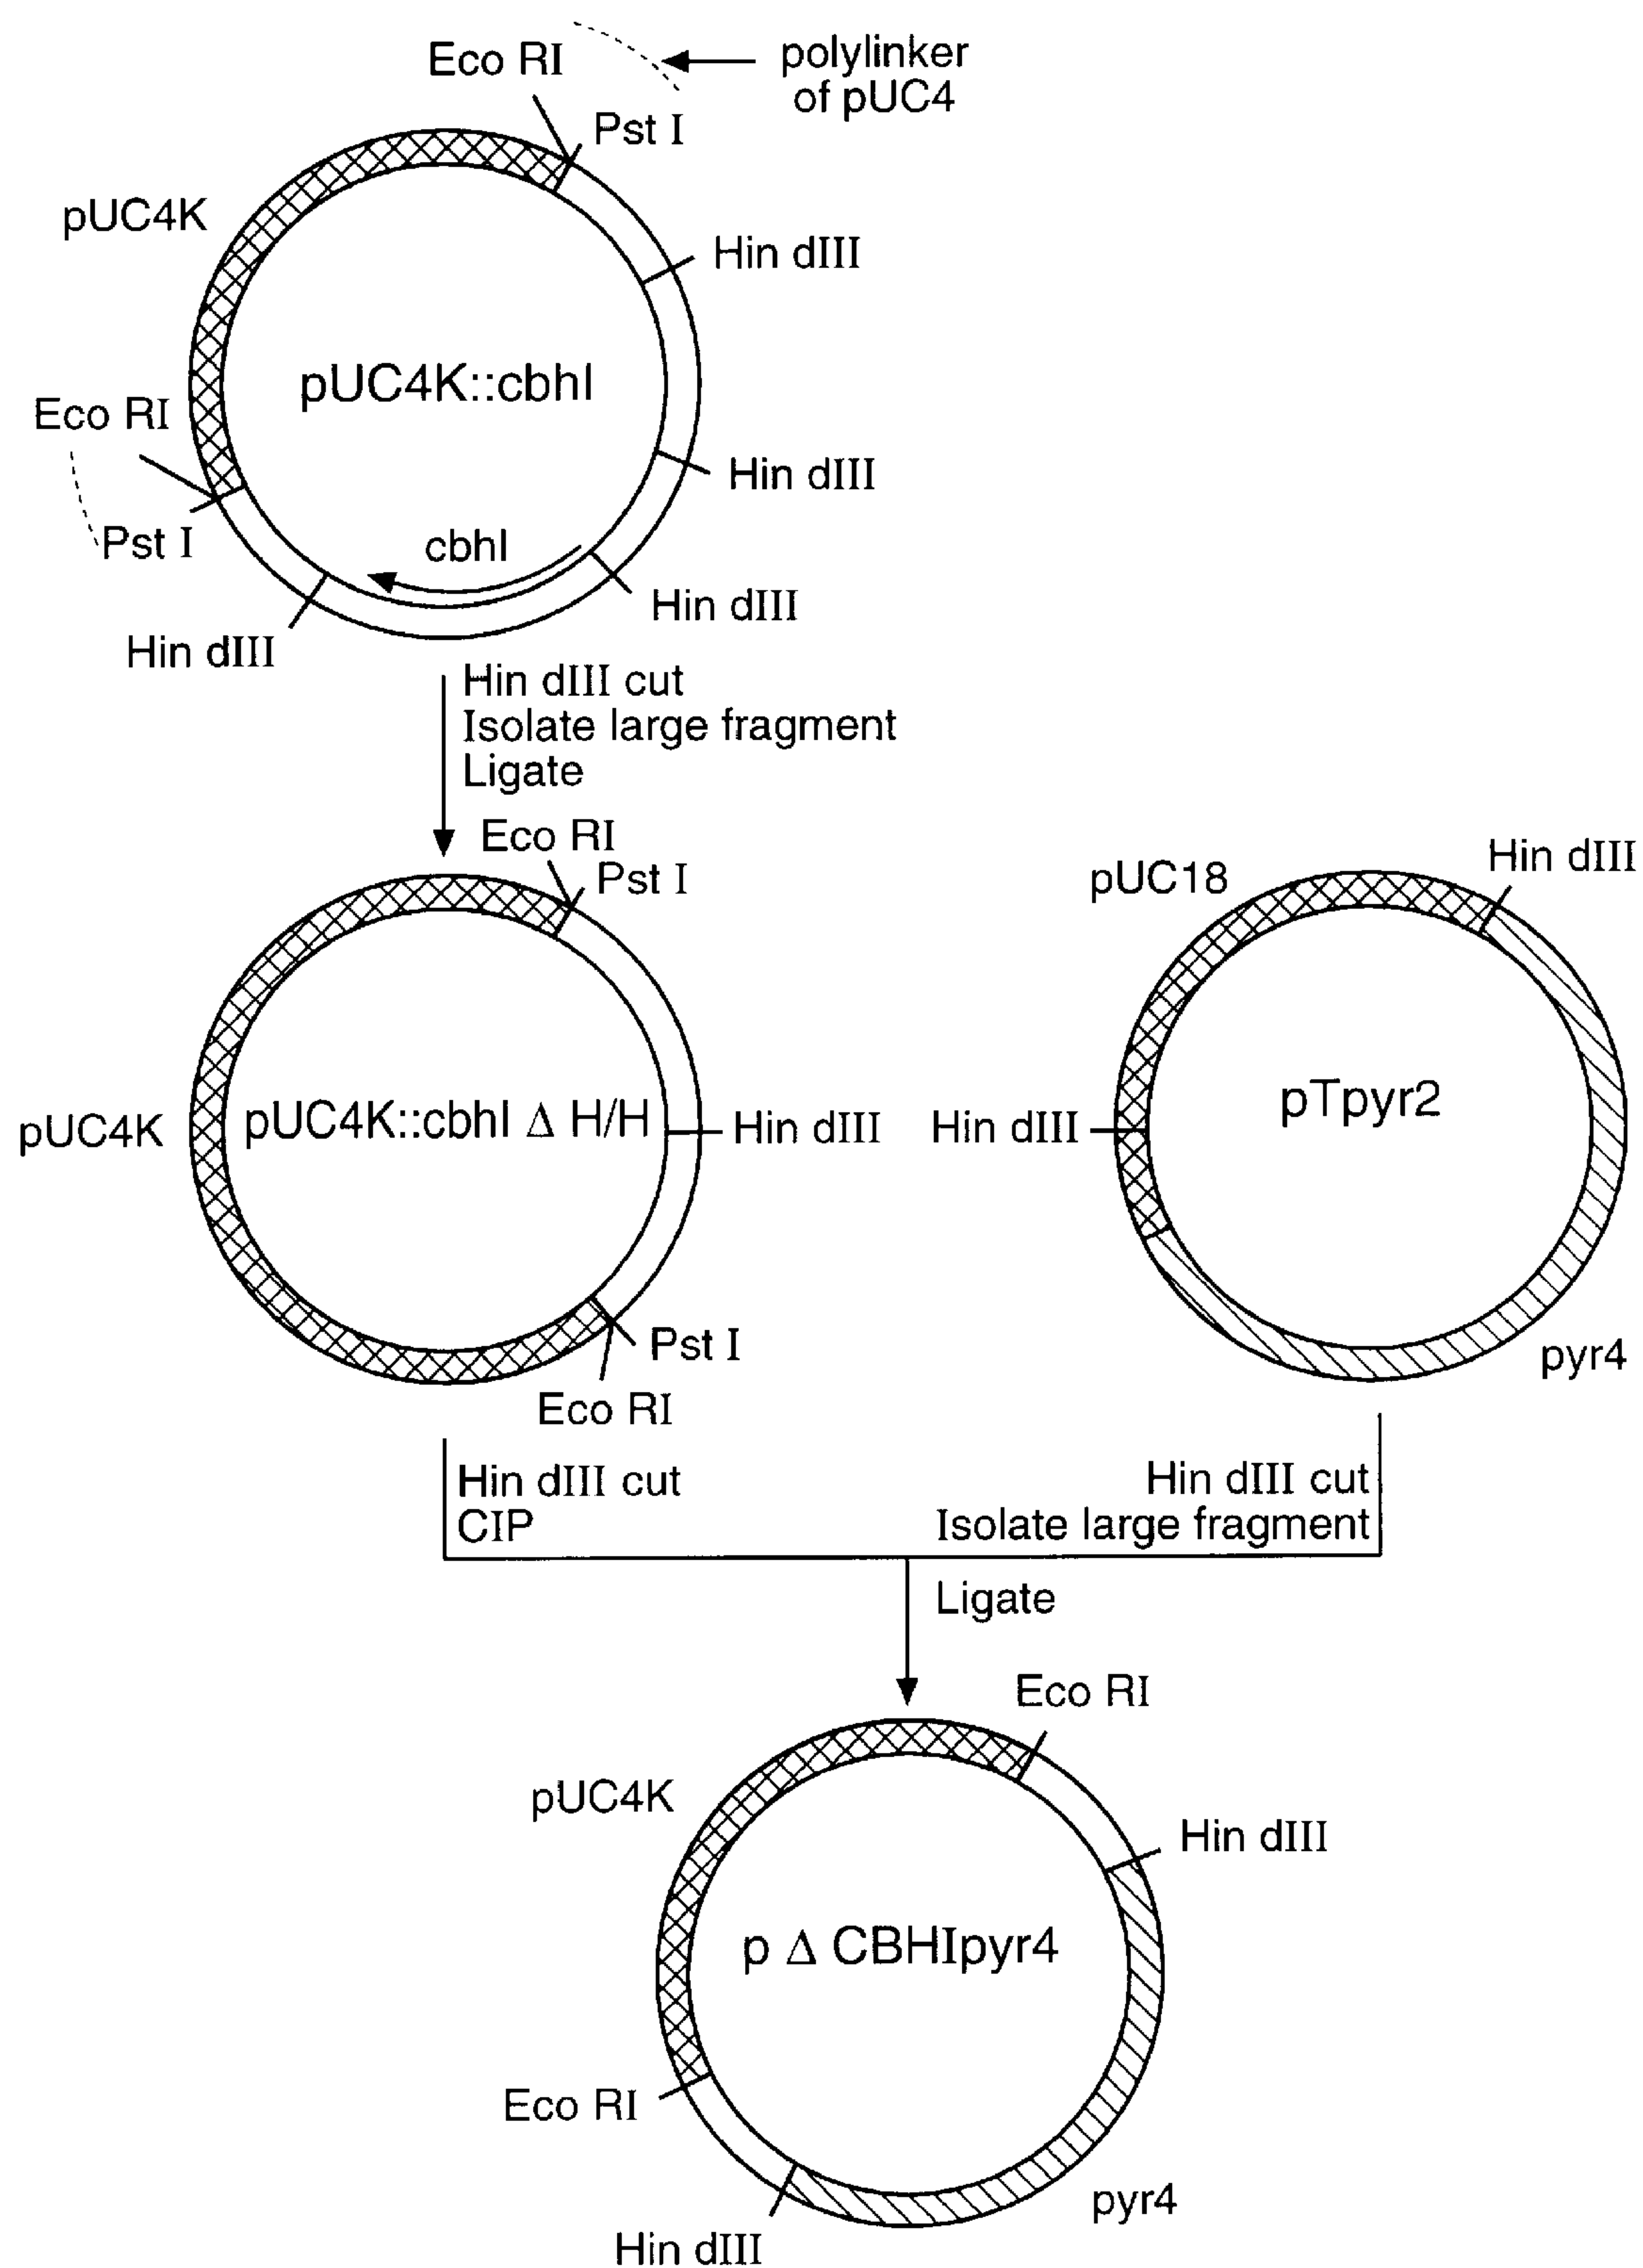 Eco RI
polylinker
of pUC4
Pst I
pUC4K
Hin dIII
pUC4K::cbhI
Eco RI
Hin dIII
Pst I
cbhI
Hin dIII
Hin dIII
Hin dIII cut
Isolate large fragment
Ligate
Eco RI
Pst I
pUC18
Hin dIII
pUC4K
pUC4K::cbhI Δ H/H
Hin dIII
Hin dIII
pTpyr2
Pst I
Eco RI
pyr4
Hin dIII cut
CIP
Hin dIII cut
Isolate large fragment
Ligate
Eco RI
pUC4K
Hin dIII
p Δ CBHIpyr4
Eco RI
pyr4
Hin dIII